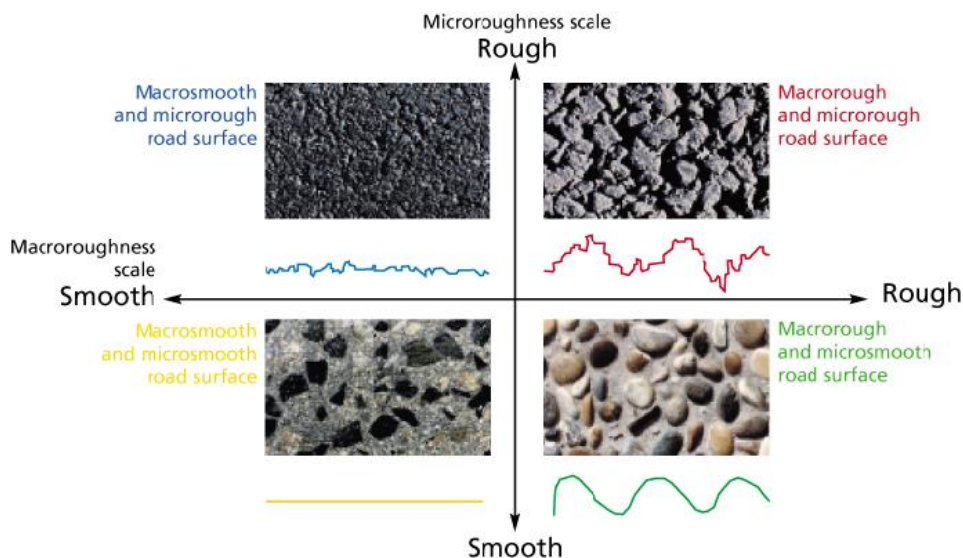 Microroughness scale
Rough
Macrosmooth
and microrough
road surface
Macrorough
and microrough
road surface
Macroroughness
scale
Smooth
Rough
Macrosmooth
and microsmooth
road surface
Macrorough
and microsmooth
road surface
Smooth